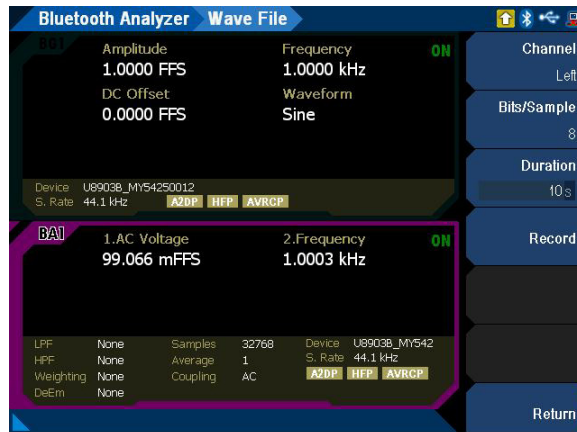 Bluetooth Analyzer Wave File
BG1
ON
Amplitude Frequency
1.0000 FFS 1.0000 kHz
DC Offset Waveform
0.0000 FFS Sine
Device U8903B_MY54250012
S. Rate 44.1 kHz A2DP HFP AVRCP
BA1
ON
1.AC Voltage 2.Frequency
99.066 mFFS 1.0003 kHz
LPF None Samples 32768 Device U8903B_MY542
HPF None Average 1 S. Rate 44.1 kHz
Weighting None Coupling AC A2DP HFP AVRCP
DeEm None
Channel
Left
Bits/Sample
8
Duration
10 s
Record
Return